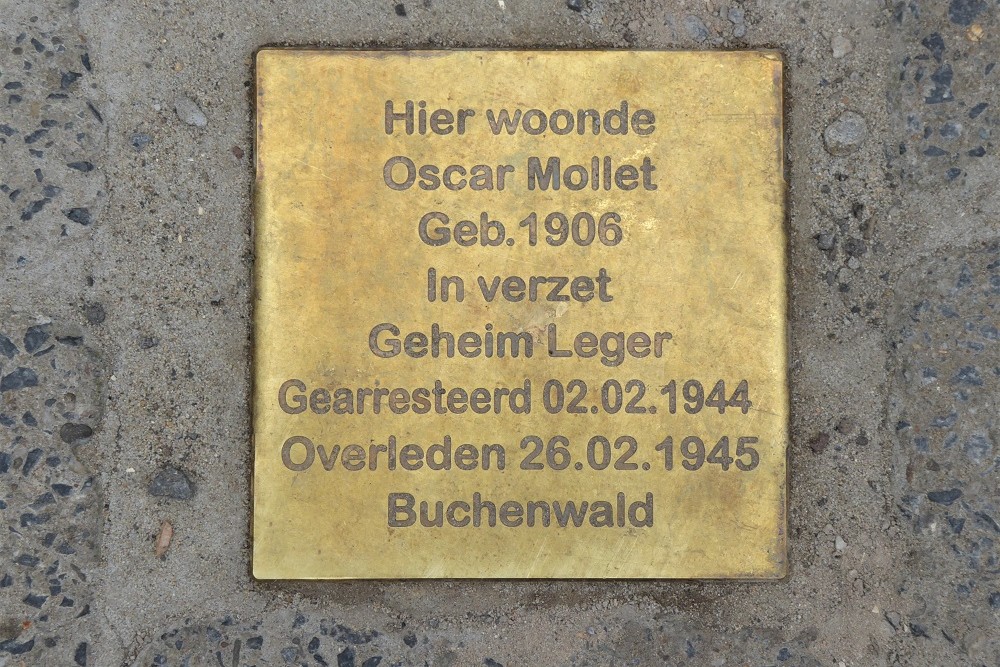 Hier woonde
Oscar Mollet
Geb.1906
In verzet
Geheim Leger
Gearresteerd 02.02.1944
Overleden 26.02.1945
Buchenwald